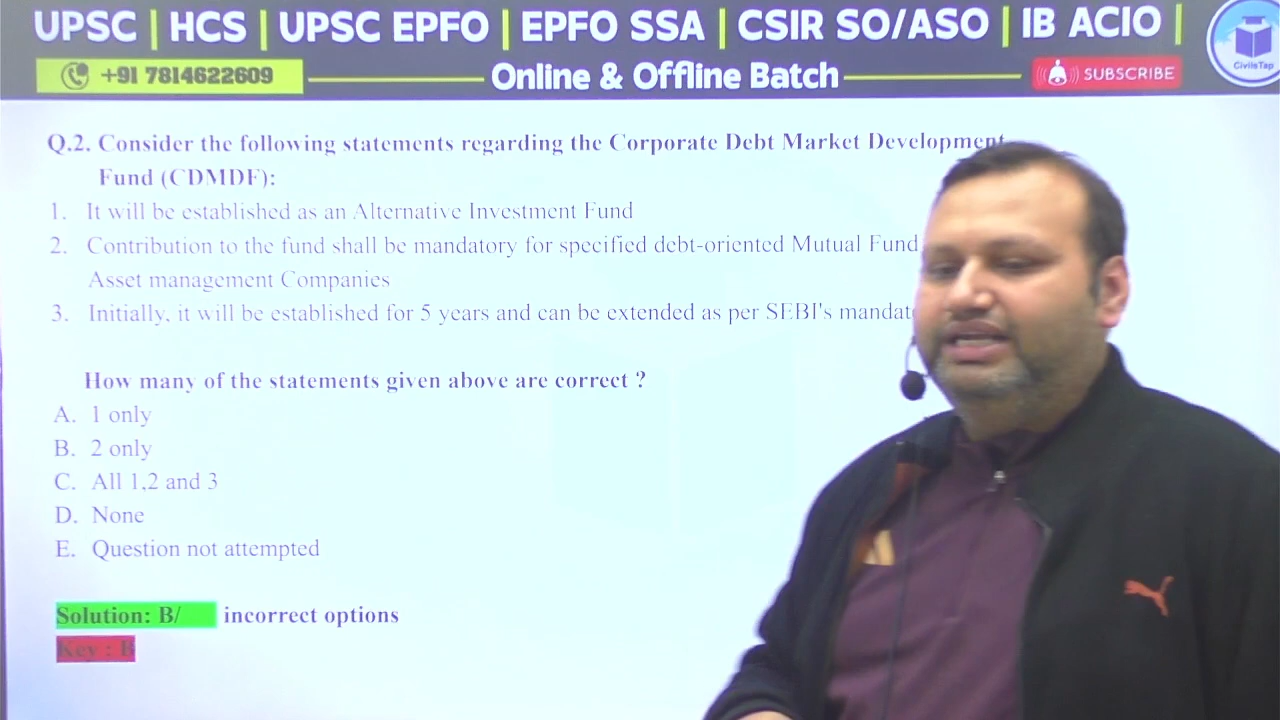 UPSC | HCS | UPSC EPFO | EPFO SSA | CSIR SO/ASO | IB ACIO |
+91 7814622609
Online & Offline Batch
SUBSCRIBE
CivilsTap
Q.2. Consider the following statements regarding the Corporate Debt Market Development
Fund (CDMDF):
1. It will be established as an Alternative Investment Fund
2. Contribution to the fund shall be mandatory for specified debt-oriented Mutual Fund
Asset management Companies
3. Initially, it will be established for 5 years and can be extended as per SEBI's
How many of the statements given above are correct ?
A. 1 only
B. 2 only
C. All 1,2 and 3
D. None
E. Question not attempted
Solution: B/ incorrect options
Key : B